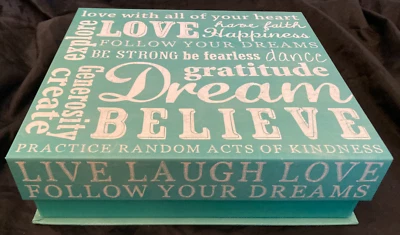 love with all of your heart
LOVE have faith
Happiness
FOLLOW YOUR DREAMS
BE STRONG be fearless dance
explore
create
generosity
gratitude
Dream
BELIEVE
PRACTICE RANDOM ACTS OF KINDNESS
LIVE LAUGH LOVE
FOLLOW YOUR DREAMS